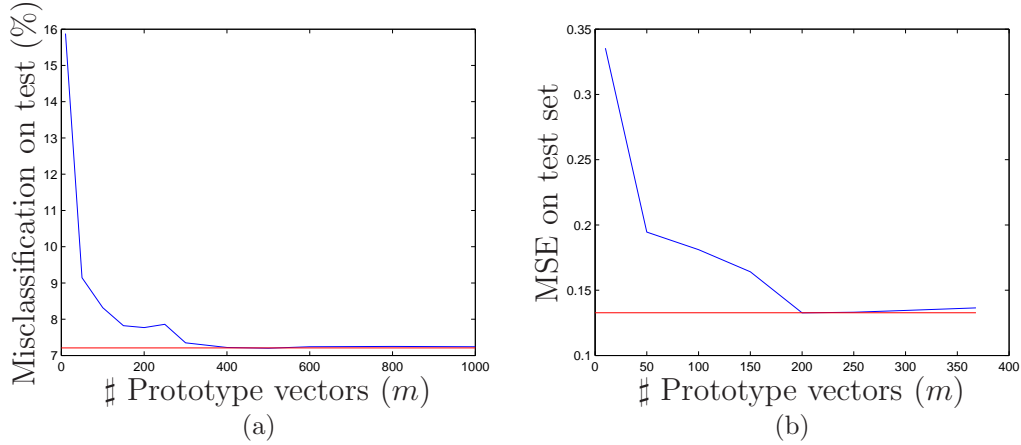 Misclassification on test (%)
16
15
14
13
12
11
10
9
8
7
0 200 400 600 800 1000
♯ Prototype vectors (m)
(a)
MSE on test set
0.35
0.3
0.25
0.2
0.15
0.1
0 50 100 150 200 250 300 350 400
♯ Prototype vectors (m)
(b)